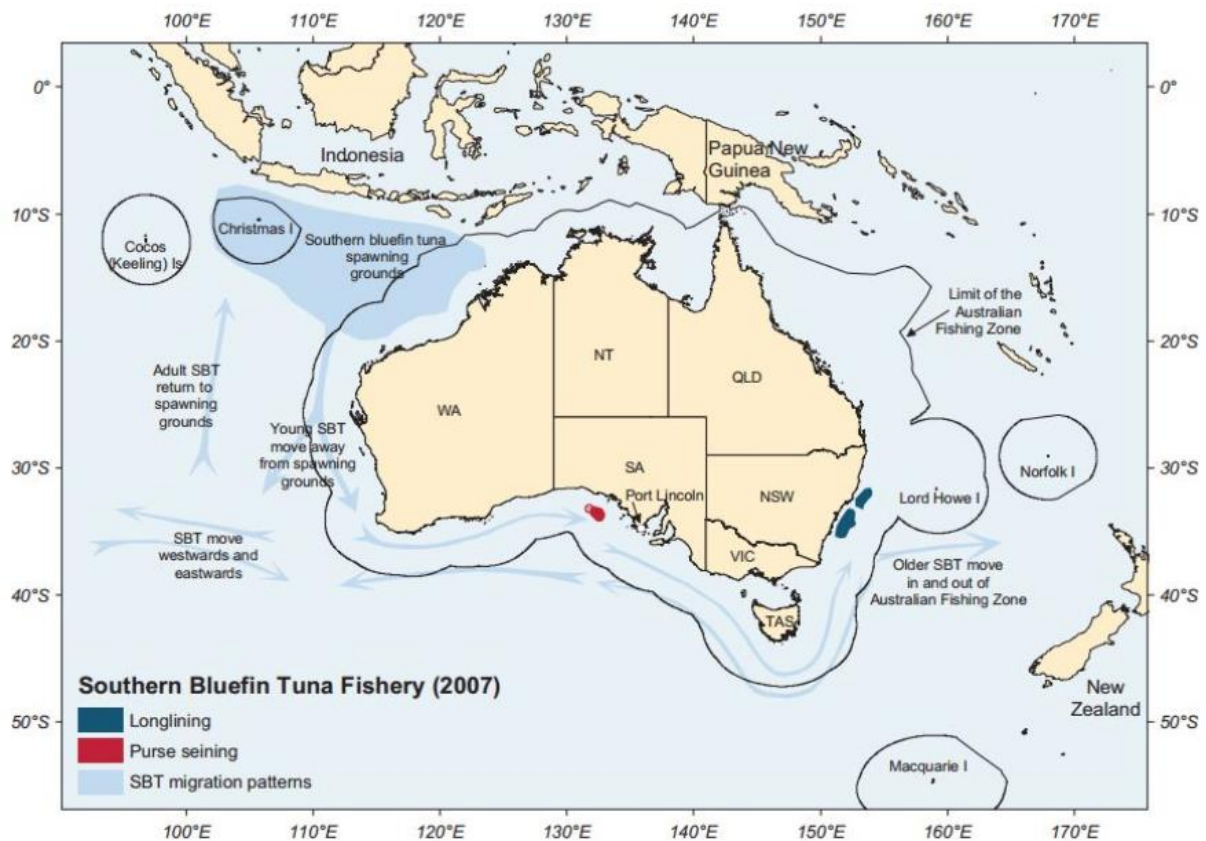 100°E 110°E 120°E 130°E 140°E 150°E 160°E 170°E
0° 0°
Indonesia
Papua New
Guinea
10°S 10°S
Christmas I
Cocos
(Keeling) Is
Southern bluefin tuna
spawning
grounds
Limit of the
Australian
Fishing Zone
20°S 20°S
NT
QLD
WA
Adult SBT
return to
spawning
grounds
Young SBT
move away
from spawning
grounds
30°S 30°S
SA
Port Lincoln
NSW
Lord Howe I
Norfolk I
SBT move
westwards and
eastwards
VIC
Older SBT move
in and out of
Australian Fishing Zone
40°S 40°S
TAS
New
Zealand
Southern Bluefin Tuna Fishery (2007)
Longlining
Purse seining
SBT migration patterns
50°S 50°S
Macquarie I
100°E 110°E 120°E 130°E 140°E 150°E 160°E 170°E